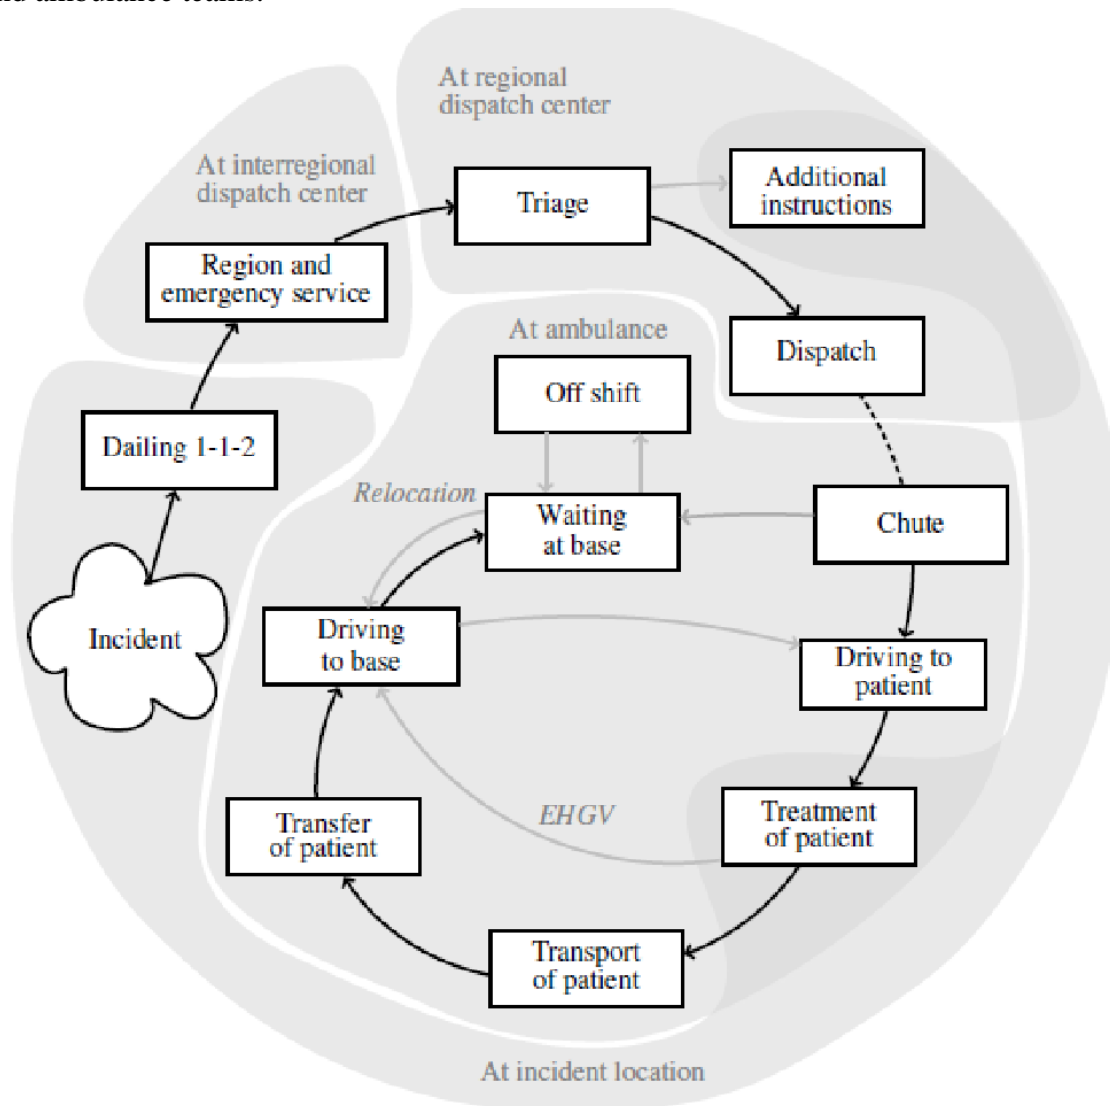 nd ambulance teams.
At regional
dispatch center
At interregional
dispatch center
Triage
Additional
instructions
Region and
emergency service
At ambulance
Dispatch
Off shift
Dailing 1-1-2
Relocation
Waiting
at base
Chute
Incident
Driving
to base
Driving to
patient
EHGV
Transfer
of patient
Treatment
of patient
Transport
of patient
At incident location